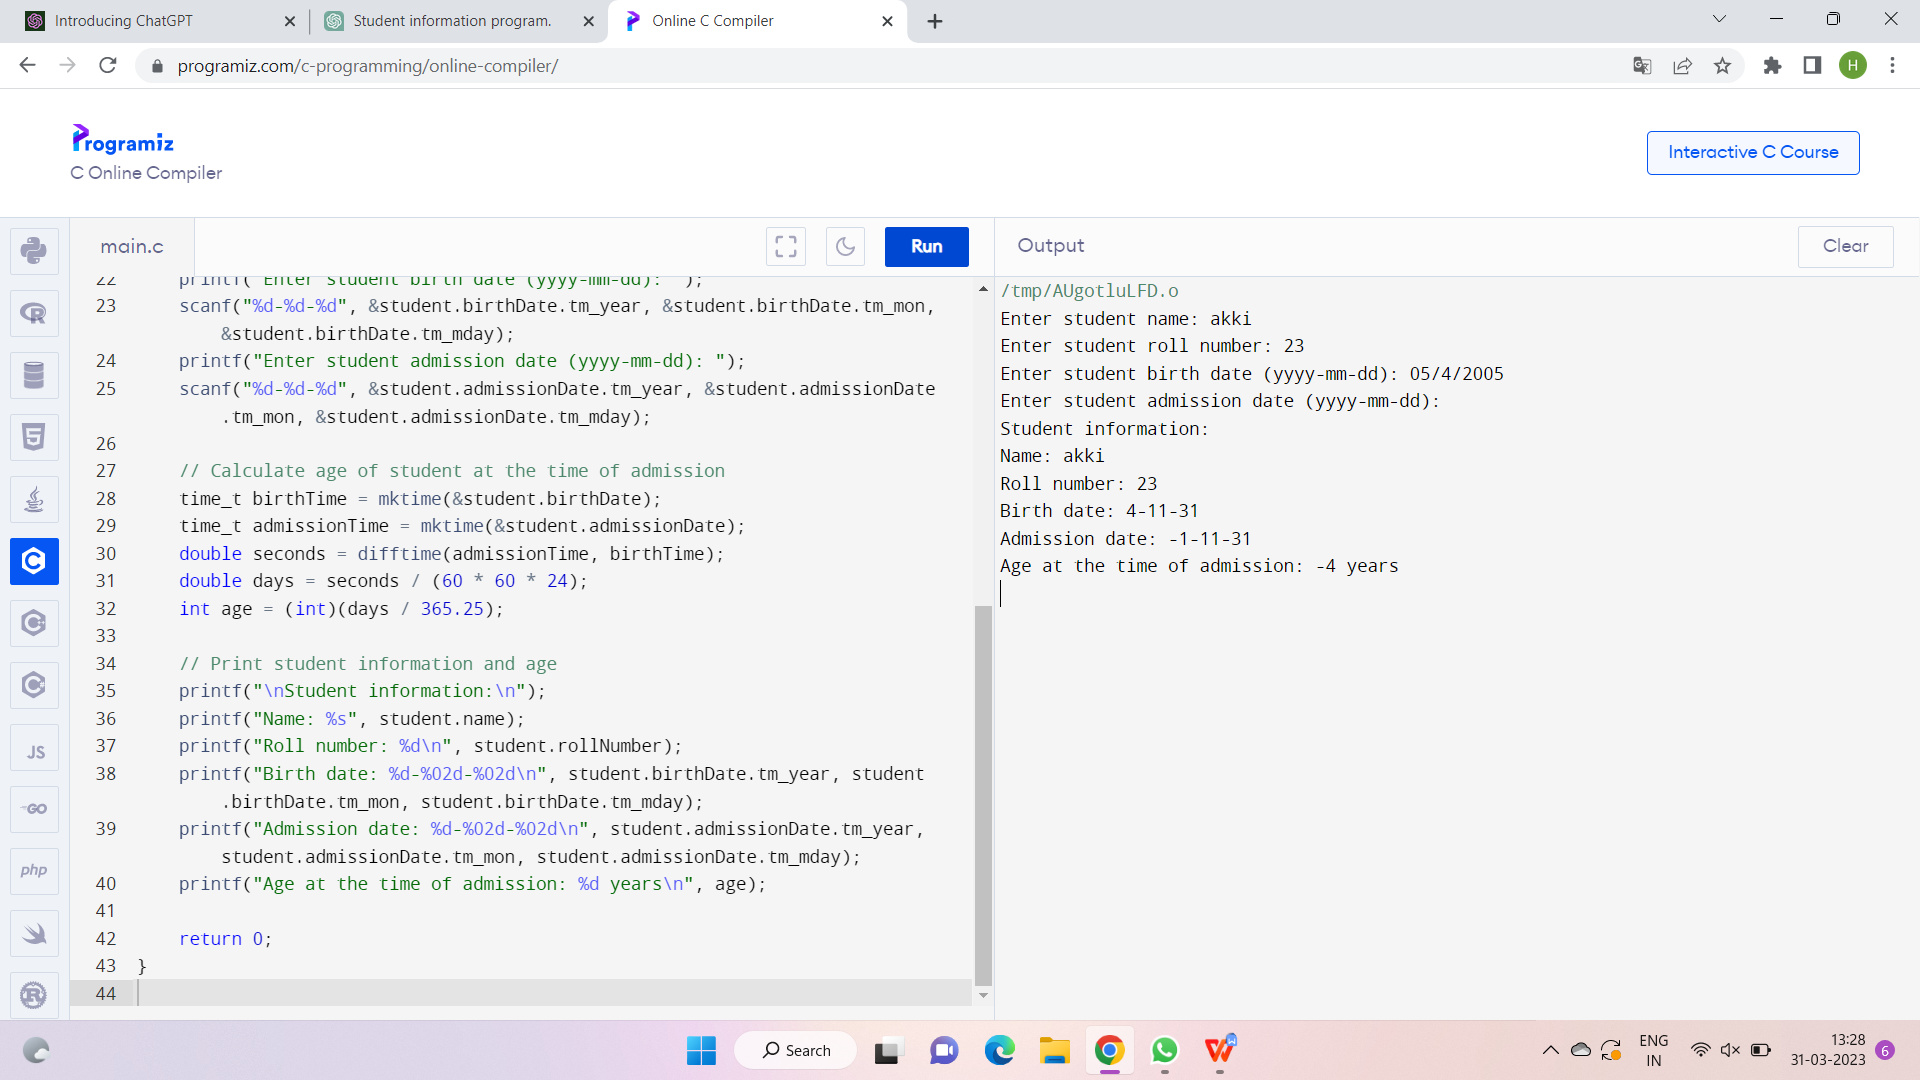 Introducing ChatGPT
Student information program.
Online C Compiler
programiz.com/c-programming/online-compiler/
H
Programiz
C Online Compiler
Interactive C Course
main.c
Run
Output
Clear
22 printf("Enter student birth date (yyyy-mm-dd): ");
23 scanf("%d-%d-%d", &student.birthDate.tm_year, &student.birthDate.tm_mon,
&student.birthDate.tm_mday);
24 printf("Enter student admission date (yyyy-mm-dd): ");
25 scanf("%d-%d-%d", &student.admissionDate.tm_year, &student.admissionDate
.tm_mon, &student.admissionDate.tm_mday);
26
27 // Calculate age of student at the time of admission
28 time_t birthTime = mktime(&student.birthDate);
29 time_t admissionTime = mktime(&student.admissionDate);
30 double seconds = difftime(admissionTime, birthTime);
31 double days = seconds / (60 * 60 * 24);
32 int age = (int)(days / 365.25);
33
34 // Print student information and age
35 printf("\nStudent information:\n");
36 printf("Name: %s", student.name);
37 printf("Roll number: %d\n", student.rollNumber);
38 printf("Birth date: %d-%02d-%02d\n", student.birthDate.tm_year, student
.birthDate.tm_mon, student.birthDate.tm_mday);
39 printf("Admission date: %d-%02d-%02d\n", student.admissionDate.tm_year,
student.admissionDate.tm_mon, student.admissionDate.tm_mday);
40 printf("Age at the time of admission: %d years\n", age);
41
42 return 0;
43 }
44
/tmp/AUgotluLFD.o
Enter student name: akki
Enter student roll number: 23
Enter student birth date (yyyy-mm-dd): 05/4/2005
Enter student admission date (yyyy-mm-dd):
Student information:
Name: akki
Roll number: 23
Birth date: 4-11-31
Admission date: -1-11-31
Age at the time of admission: -4 years
JS
GO
php
Search
ENG
IN
13:28
31-03-2023
6